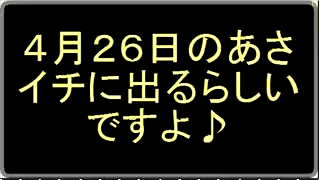 ４月２６日のあさ
イチに出るらしい
ですよ♪